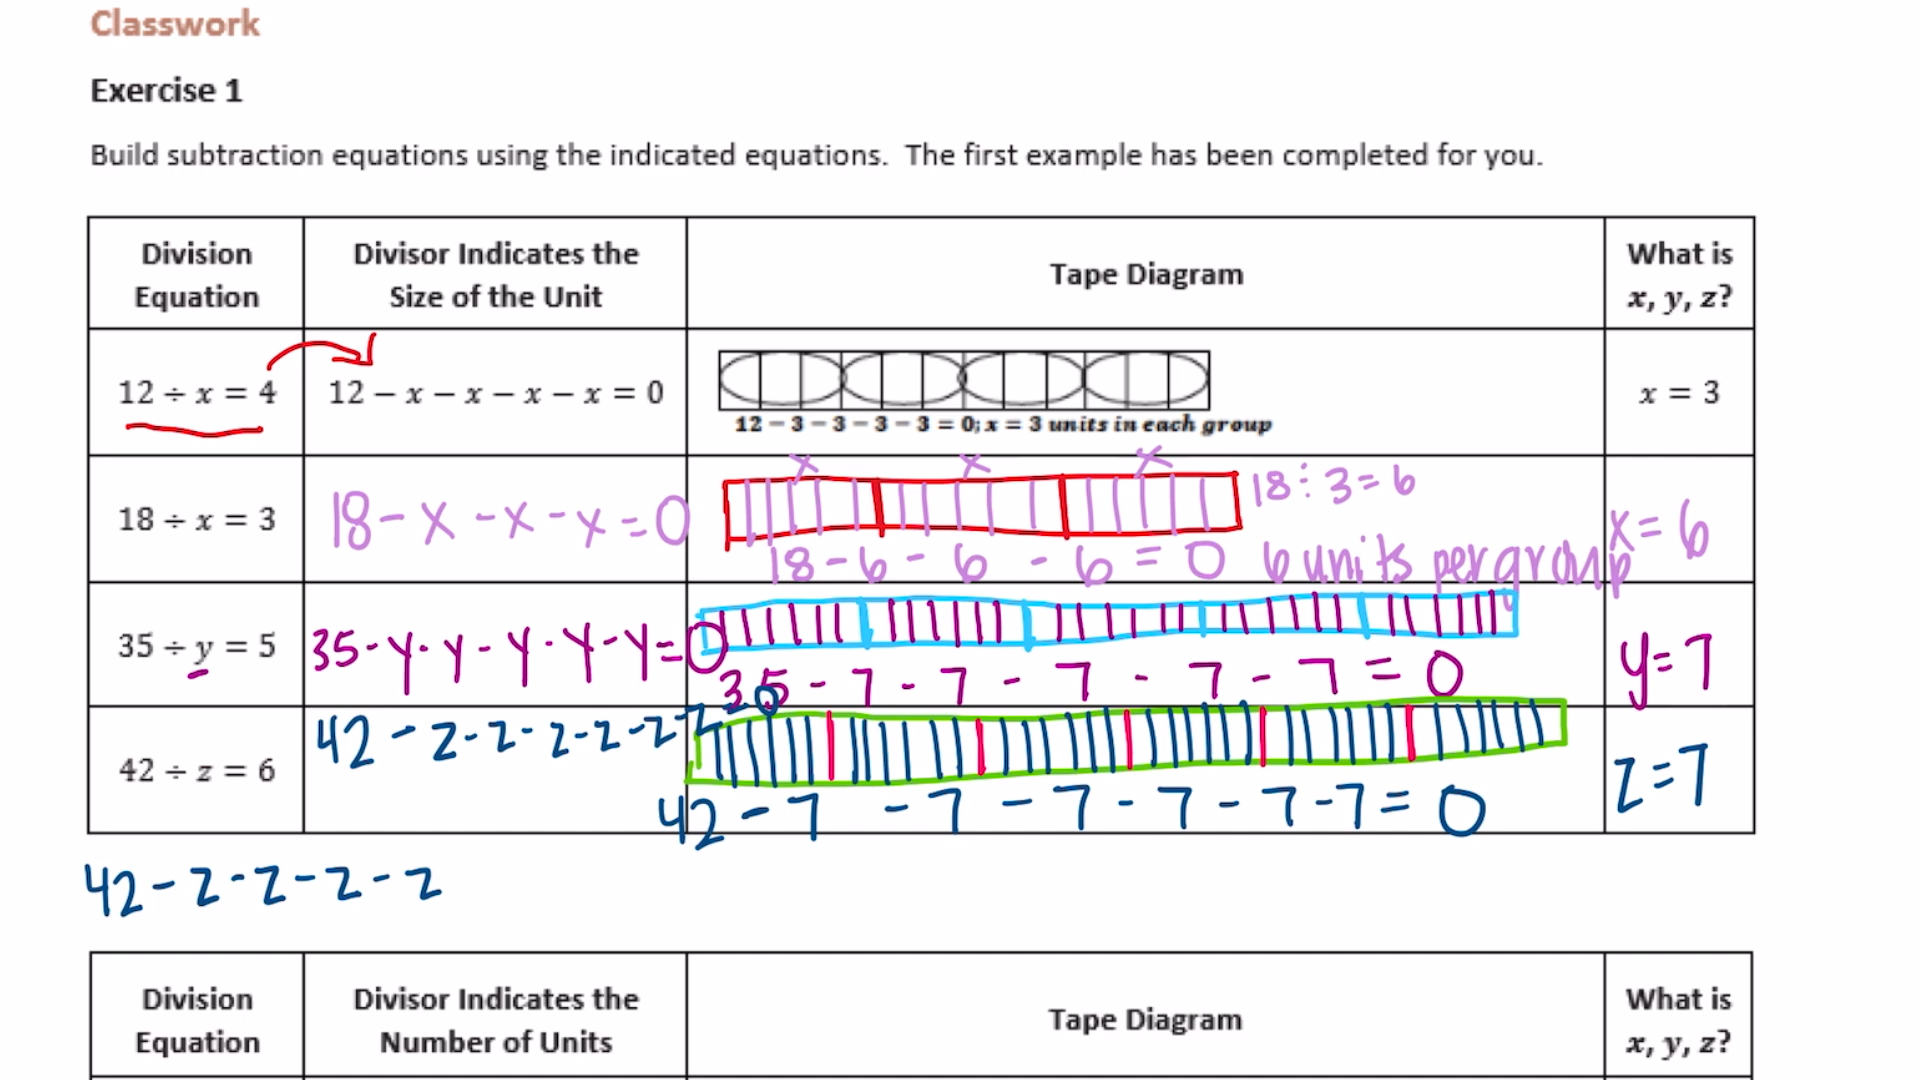 Classwork
Exercise 1
Build subtraction equations using the indicated equations. The first example has been completed for you.
Division Equation
Divisor Indicates the Size of the Unit
Tape Diagram
What is x, y, z?
12 ÷ x = 4
12 − x − x − x − x = 0
12 − 3 − 3 − 3 − 3 = 0; x = 3 units in each group
x = 3
18 ÷ x = 3
18 - x - x - x = 0
x x x
18 ÷ 3 = 6
18 - 6 - 6 - 6 = 0 6 units per group
x = 6
35 ÷ y = 5
35 - y - y - y - y - y = 0
35 - 7 - 7 - 7 - 7 - 7 = 0
y = 7
42 ÷ z = 6
42 - z - z - z - z - z - z = 0
42 - 7 - 7 - 7 - 7 - 7 - 7 = 0
z = 7
42 - z - z - z - z
Division Equation
Divisor Indicates the Number of Units
Tape Diagram
What is x, y, z?